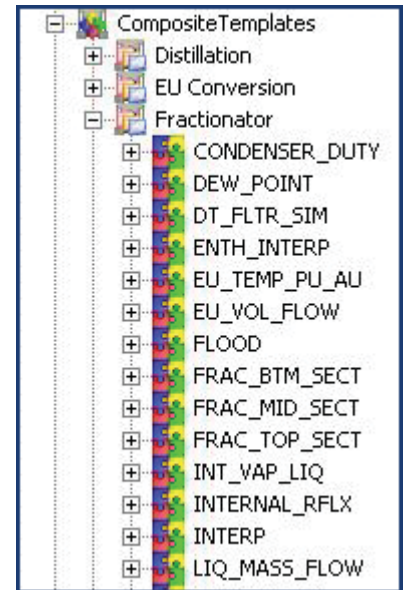 CompositeTemplates
Distillation
EU Conversion
Fractionator
CONDENSER_DUTY
DEW_POINT
DT_FLTR_SIM
ENTH_INTERP
EU_TEMP_PU_AU
EU_VOL_FLOW
FLOOD
FRAC_BTM_SECT
FRAC_MID_SECT
FRAC_TOP_SECT
INT_VAP_LIQ
INTERNAL_RFLX
INTERP
LIQ_MASS_FLOW